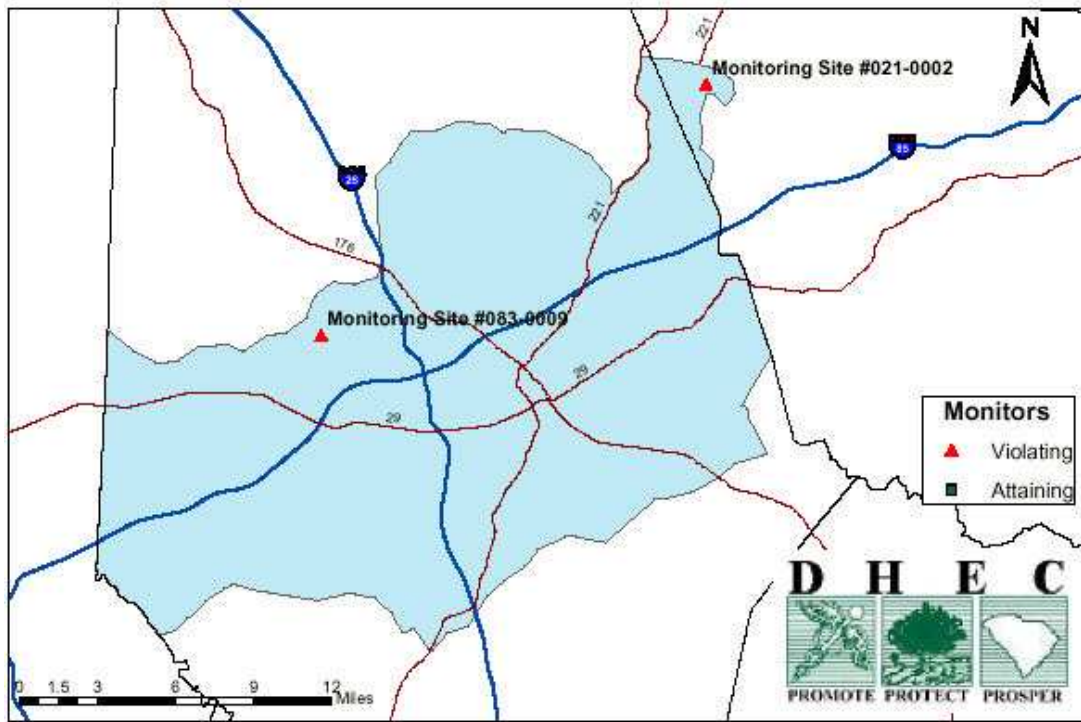 221
N
Monitoring Site #021-0002
85
26
221
176
Monitoring Site #083-0009
29
29
Monitors
Violating
Attaining
D H E C
PROMOTE PROTECT PROSPER
0 1.5 3 6 9 12
Miles